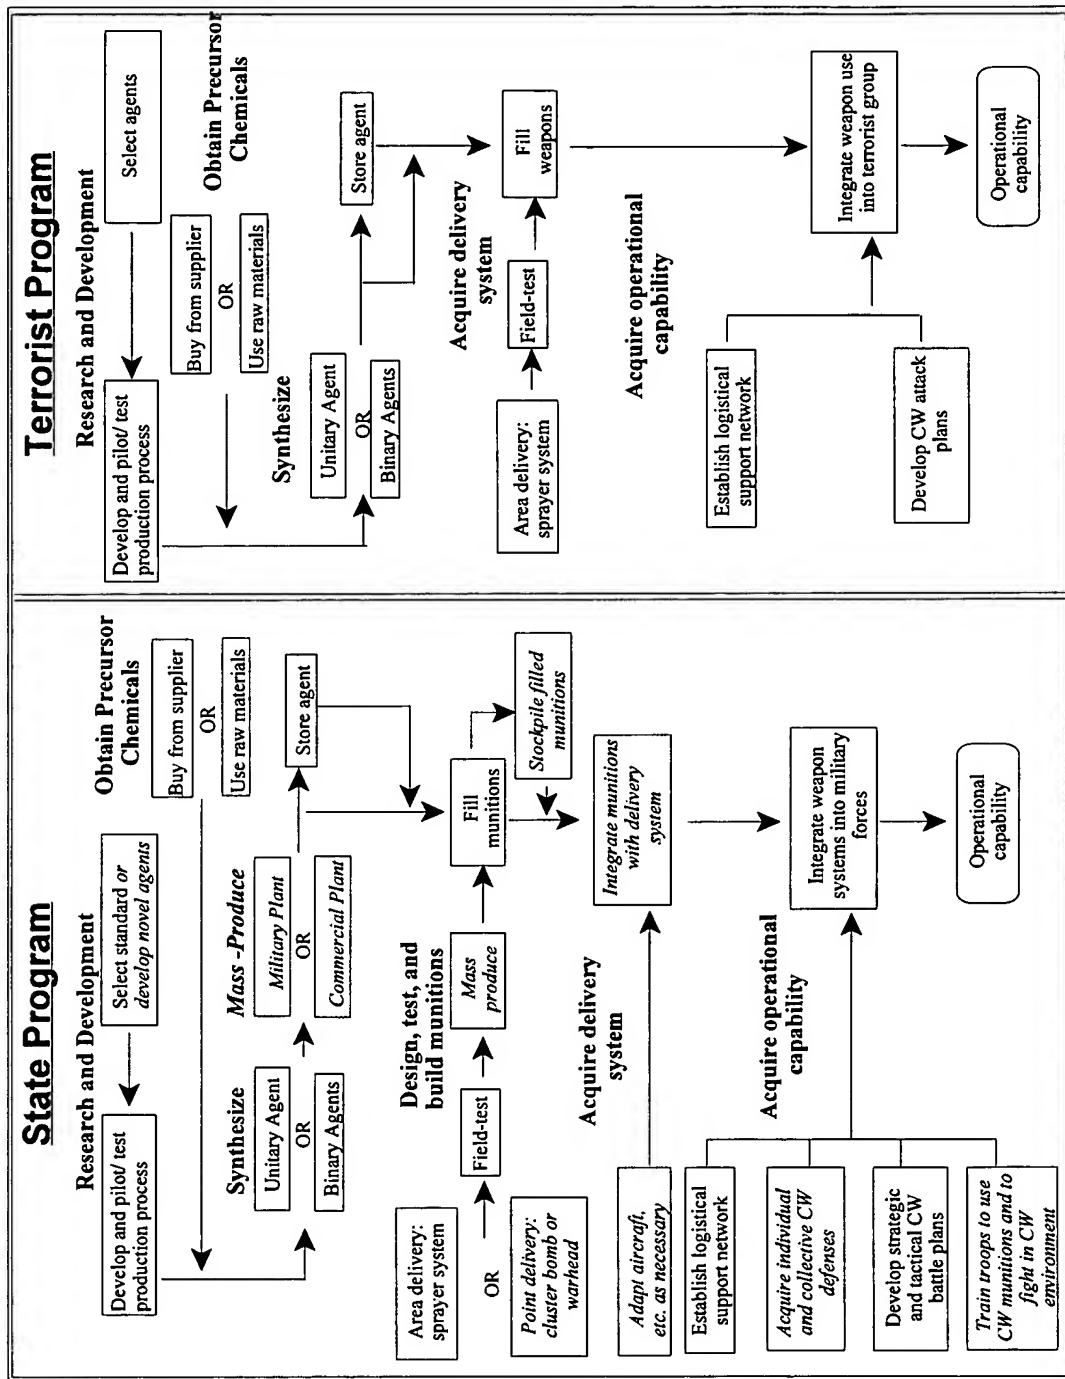 State Program
Research and Development
Select standard or
develop novel agents
Develop and pilot/ test
production process
Obtain Precursor
Chemicals
Buy from supplier
OR
Use raw materials
Synthesize
Unitary Agent
OR
Binary Agents
Mass -Produce
Military Plant
OR
Commercial Plant
Store agent
Design, test, and
build munitions
Area delivery:
sprayer system
OR
Point delivery:
cluster bomb or
warhead
Field-test
Mass
produce
Fill
munitions
Stockpile filled
munitions
Acquire delivery
system
Adapt aircraft,
etc. as necessary
Integrate munitions
with delivery
system
Acquire operational
capability
Establish logistical
support network
Acquire individual
and collective CW
defenses
Develop strategic
and tactical CW
battle plans
Train troops to use
CW munitions and to
fight in CW
environment
Integrate weapon
systems into military
forces
Operational
capability
Terrorist Program
Research and Development
Select agents
Develop and pilot/ test
production process
Obtain Precursor
Chemicals
Buy from supplier
OR
Use raw materials
Synthesize
Unitary Agent
OR
Binary Agents
Store agent
Acquire delivery
system
Area delivery:
sprayer system
Field-test
Fill
weapons
Acquire operational
capability
Establish logistical
support network
Develop CW attack
plans
Integrate weapon use
into terrorist group
Operational
capability